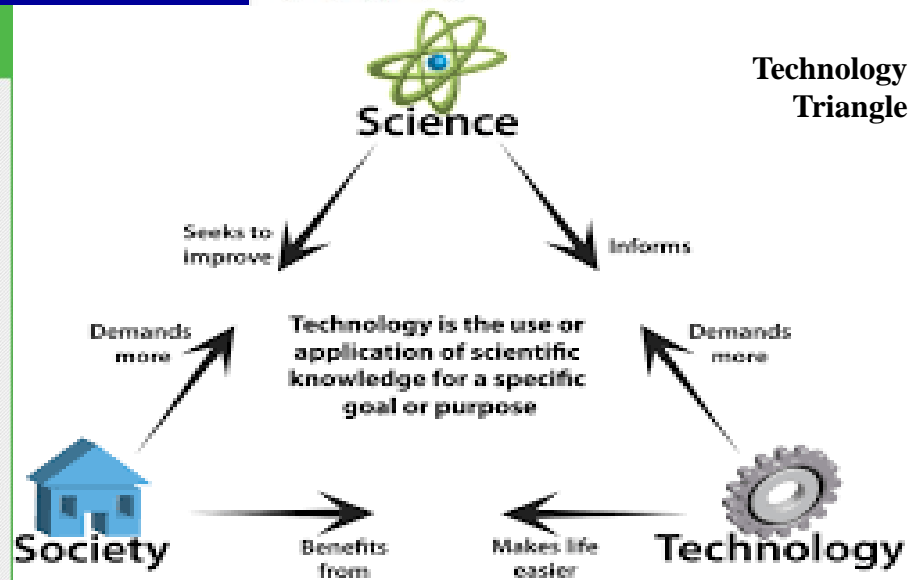 Technology
Triangle
Science
Seeks to
improve
Informs
Demands
more
Technology is the use or
application of scientific
knowledge for a specific
goal or purpose
Demands
more
Society
Benefits
from
Makes life
easier
Technology